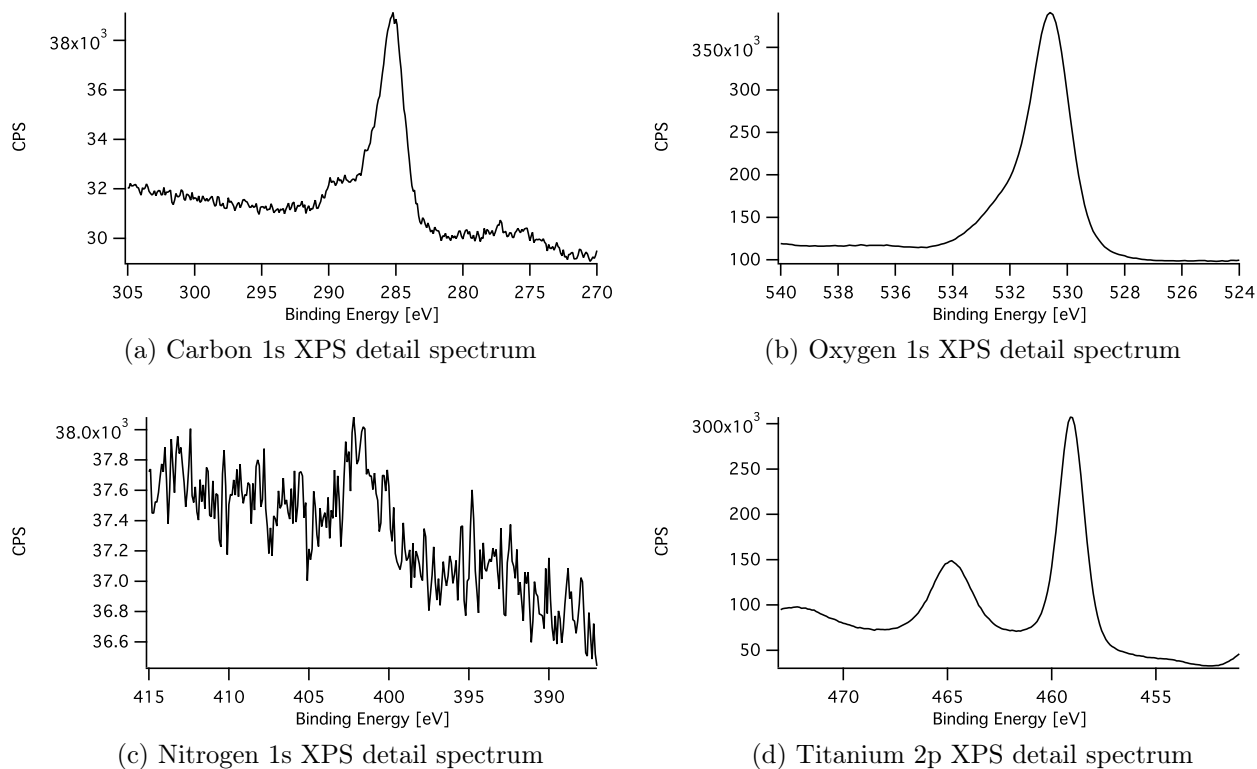 38x10³
36
34
32
30
CPS
305 300 295 290 285 280 275 270
Binding Energy [eV]
(a) Carbon 1s XPS detail spectrum
350x10³
300
250
200
150
100
CPS
540 538 536 534 532 530 528 526 524
Binding Energy [eV]
(b) Oxygen 1s XPS detail spectrum
38.0x10³
37.8
37.6
37.4
37.2
37.0
36.8
36.6
CPS
415 410 405 400 395 390
Binding Energy [eV]
(c) Nitrogen 1s XPS detail spectrum
300x10³
250
200
150
100
50
CPS
470 465 460 455
Binding Energy [eV]
(d) Titanium 2p XPS detail spectrum